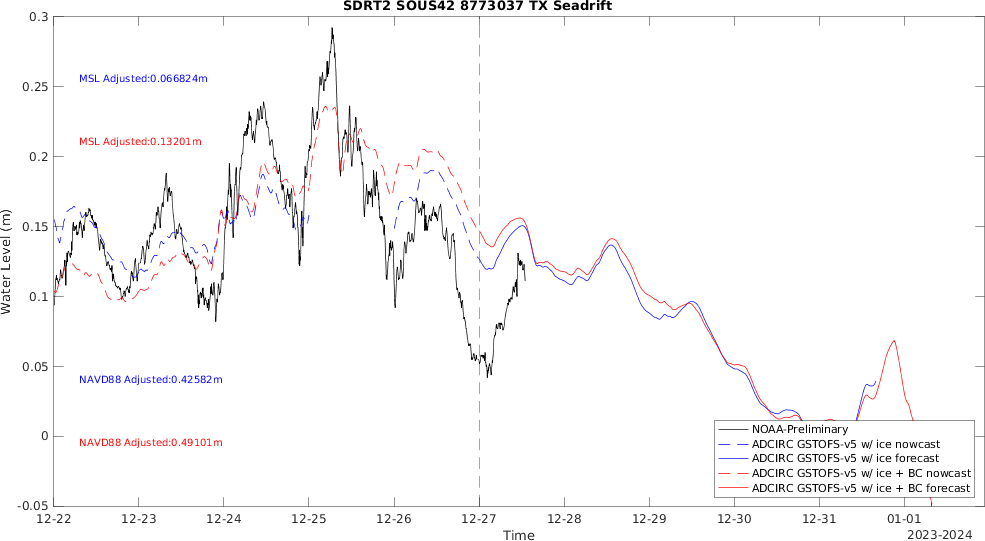 SDRT2 SOUS42 8773037 TX Seadrift
Water Level (m)
0.3
0.25
0.2
0.15
0.1
0.05
0
-0.05
MSL Adjusted:0.066824m
MSL Adjusted:0.13201m
NAVD88 Adjusted:0.42582m
NAVD88 Adjusted:0.49101m
NOAA-Preliminary
ADCIRC GSTOFS-v5 w/ ice nowcast
ADCIRC GSTOFS-v5 w/ ice forecast
ADCIRC GSTOFS-v5 w/ ice + BC nowcast
ADCIRC GSTOFS-v5 w/ ice + BC forecast
12-22 12-23 12-24 12-25 12-26 12-27 12-28 12-29 12-30 12-31 01-01
Time
2023-2024